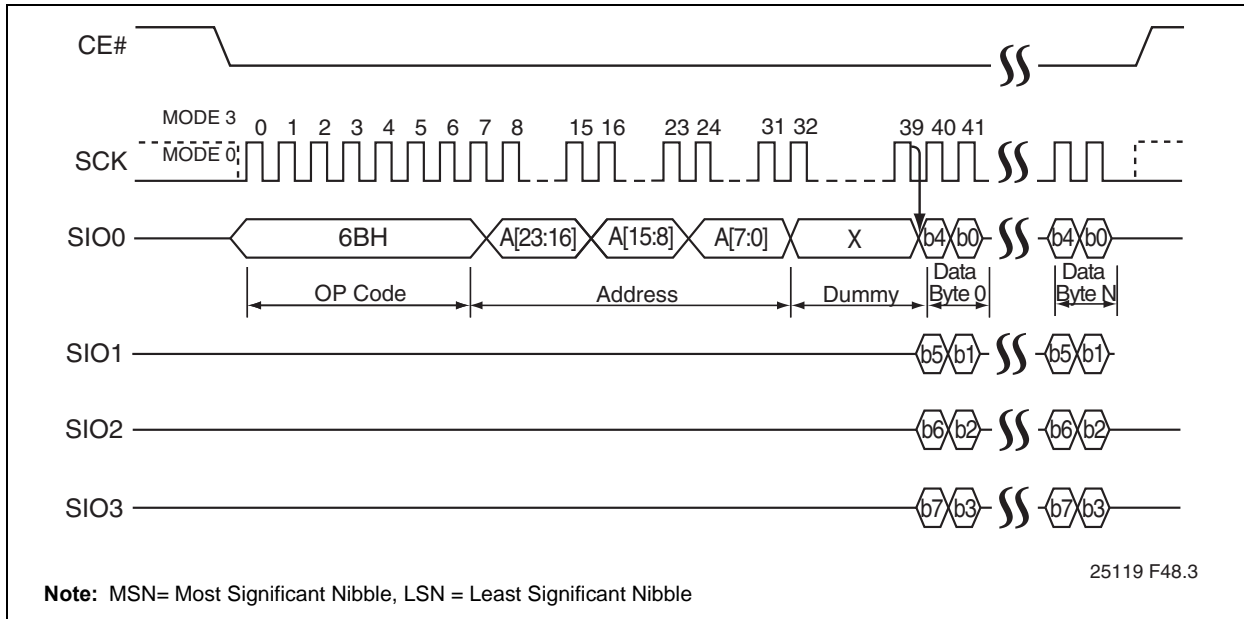 CE#
MODE 3
0 1 2 3 4 5 6 7 8 15 16 23 24 31 32 39 40 41
SCK
MODE 0
SIO0 6BH A[23:16] A[15:8] A[7:0] X b4 b0 b4 b0
OP Code Address Dummy Data Byte 0 Data Byte N
SIO1 b5 b1 b5 b1
SIO2 b6 b2 b6 b2
SIO3 b7 b3 b7 b3
25119 F48.3
Note: MSN= Most Significant Nibble, LSN = Least Significant Nibble